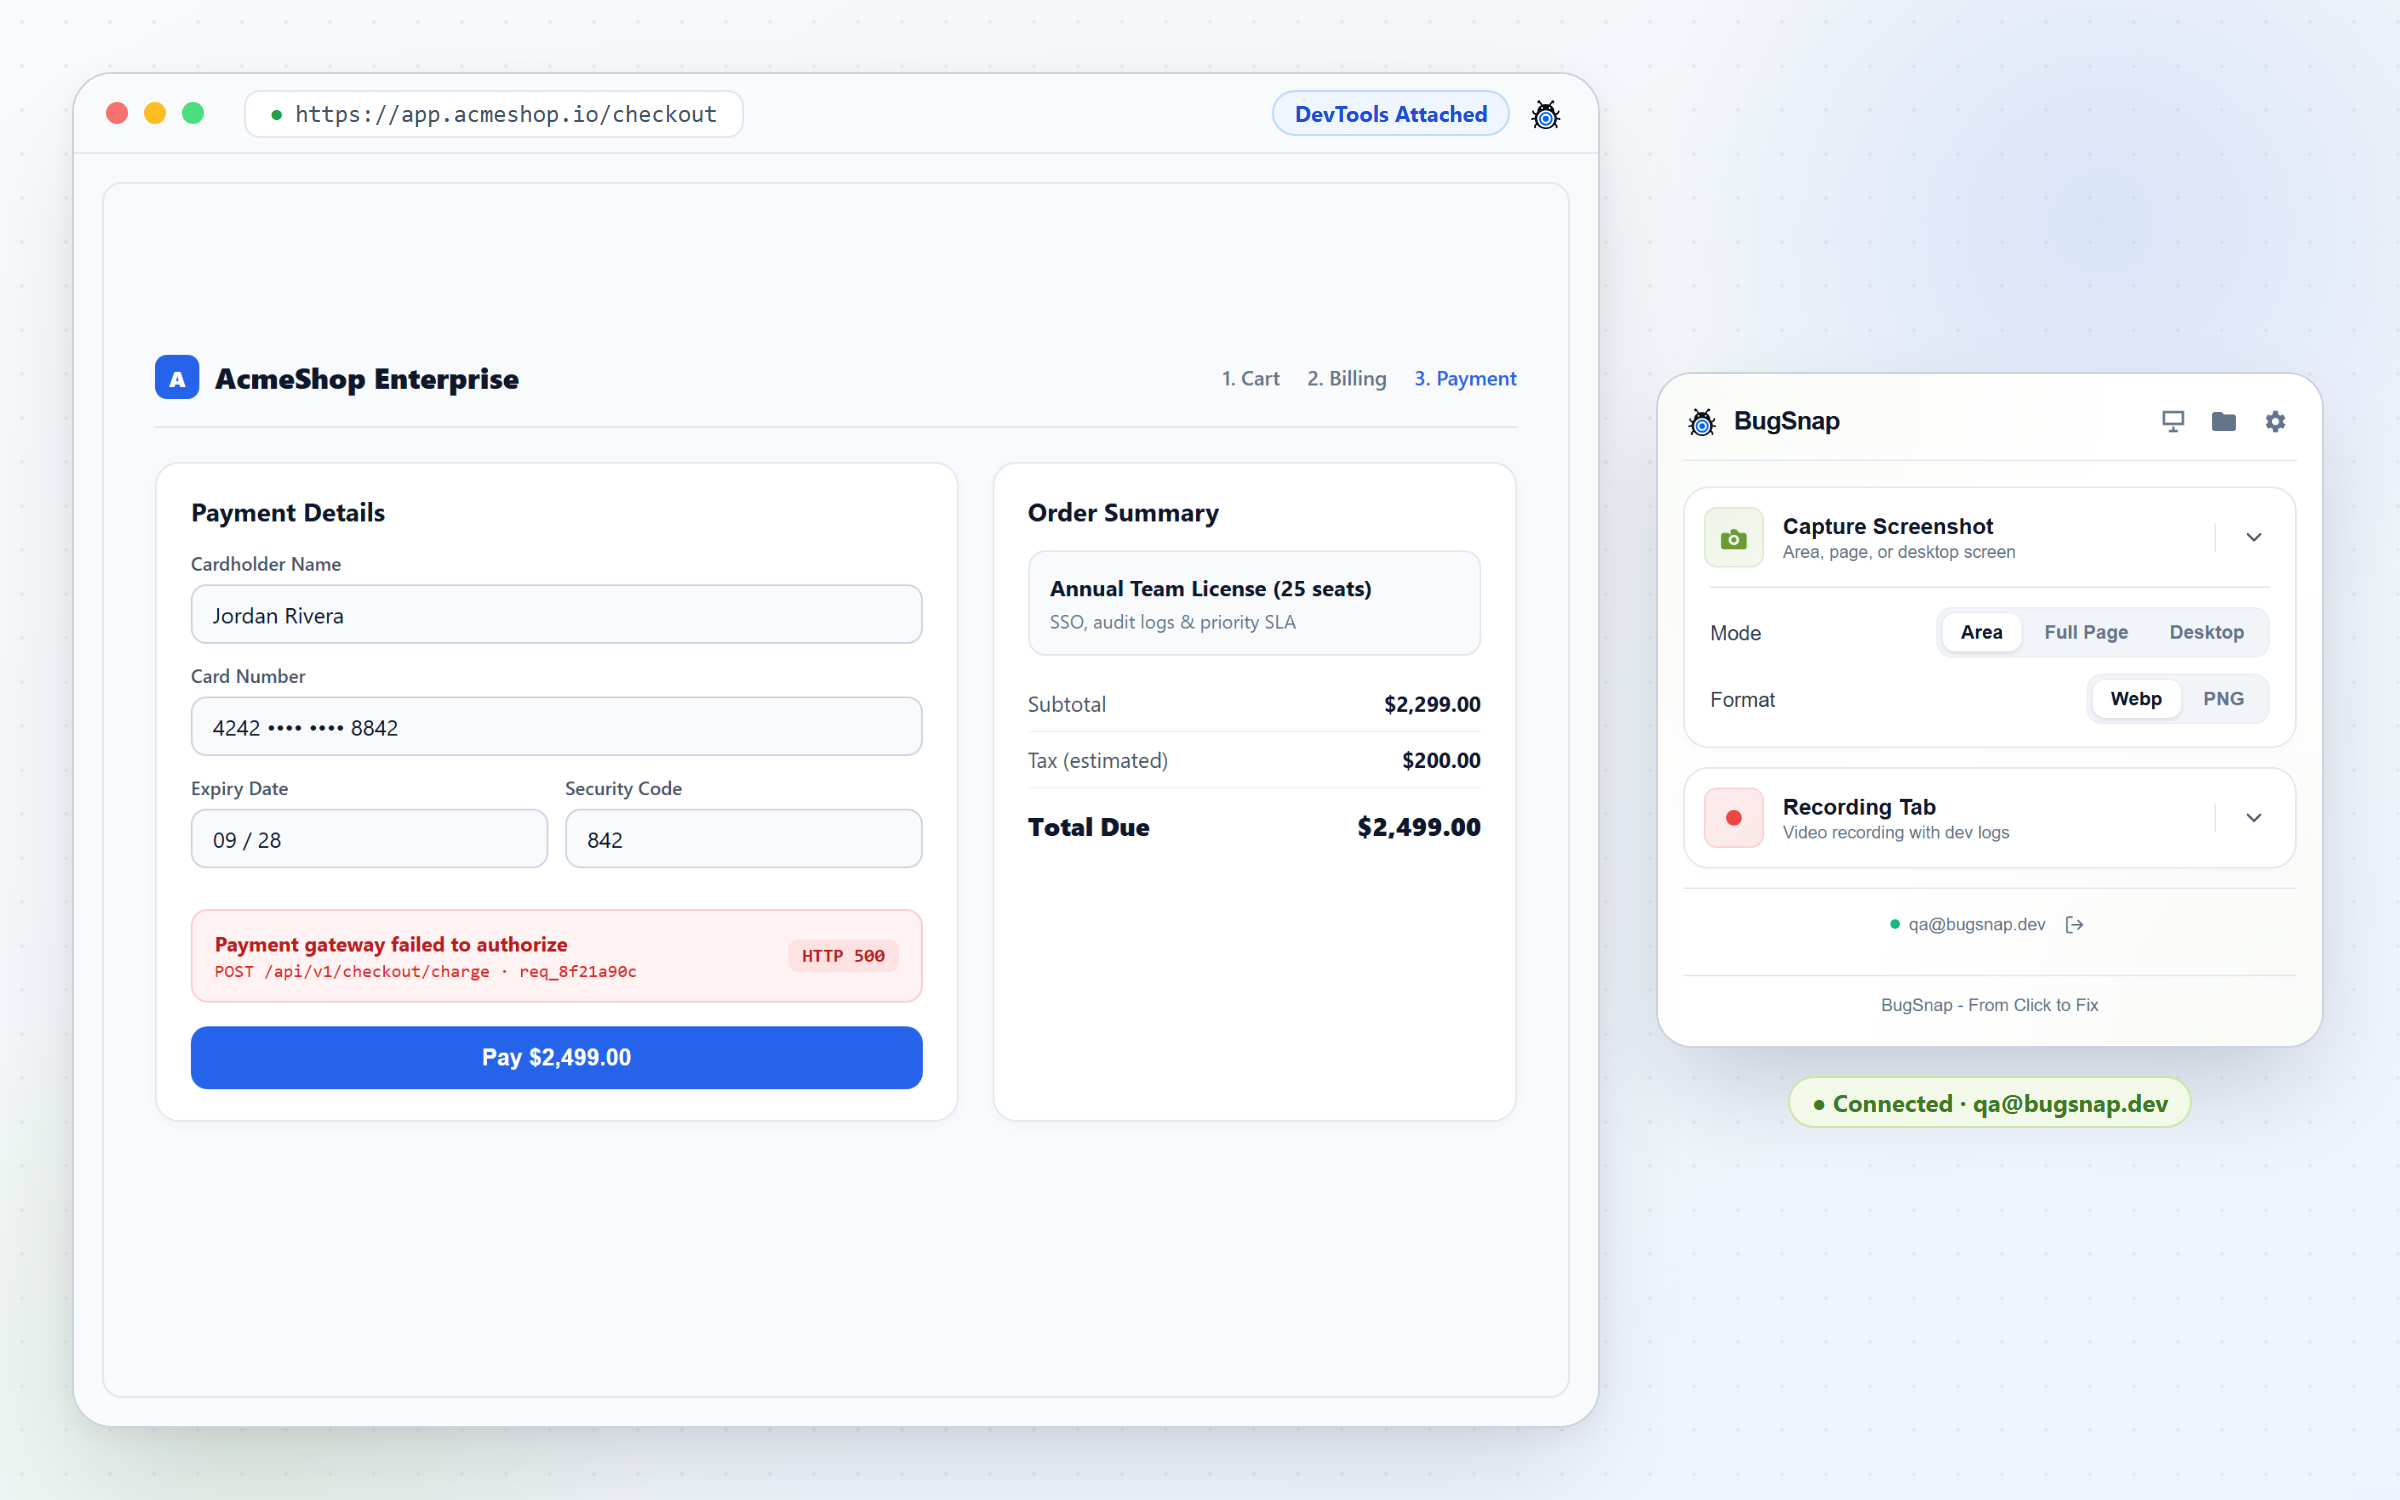 https://app.acmeshop.io/checkout
DevTools Attached
A
AcmeShop Enterprise
1. Cart
2. Billing
3. Payment
Payment Details
Cardholder Name
Jordan Rivera
Card Number
4242 •••• •••• 8842
Expiry Date
Security Code
09 / 28
842
Payment gateway failed to authorize
POST /api/v1/checkout/charge · req_8f21a90c
HTTP 500
Pay $2,499.00
Order Summary
Annual Team License (25 seats)
SSO, audit logs & priority SLA
Subtotal
$2,299.00
Tax (estimated)
$200.00
Total Due
$2,499.00
BugSnap
Capture Screenshot
Area, page, or desktop screen
Mode
Area
Full Page
Desktop
Format
Webp
PNG
Recording Tab
Video recording with dev logs
qa@bugsnap.dev
BugSnap - From Click to Fix
Connected · qa@bugsnap.dev